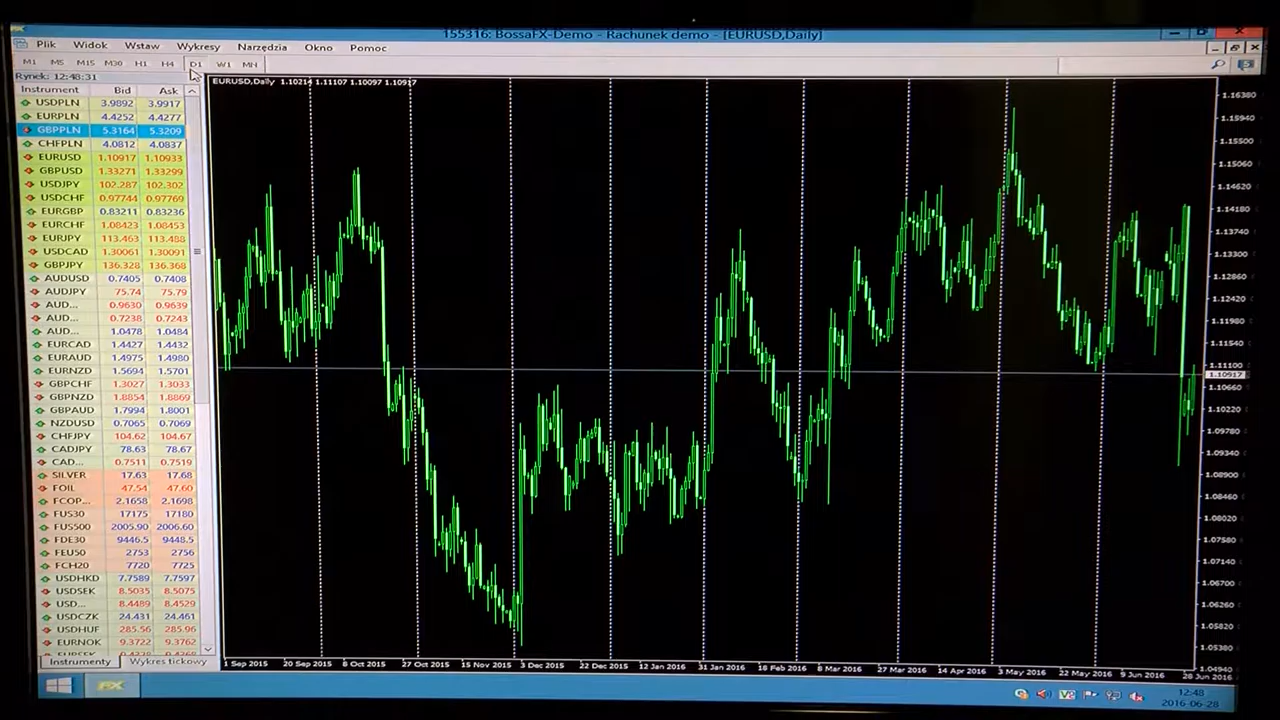 155316: BossaFX-Demo - Rachunek demo - [EURUSD,Daily]
Plik Widok Wstaw Wykresy Narzędzia Okno Pomoc
M1 M5 M15 M30 H1 H4 D1 W1 MN
Rynek: 12:48:31
Instrument Bid Ask
USDPLN 3.9892 3.9917
EURPLN 4.4252 4.4277
GBPPLN 5.3164 5.3209
CHFPLN 4.0812 4.0837
EURUSD 1.10917 1.10933
GBPUSD 1.33271 1.33299
USDJPY 102.287 102.302
USDCHF 0.97744 0.97769
EURGBP 0.83211 0.83236
EURCHF 1.08423 1.08453
EURJPY 113.463 113.488
USDCAD 1.30061 1.30091
GBPJPY 136.328 136.368
AUDUSD 0.7405 0.7408
AUDJPY 75.74 75.79
AUD... 0.9630 0.9639
AUD... 0.7238 0.7243
AUD... 1.0478 1.0484
EURCAD 1.4427 1.4432
EURAUD 1.4975 1.4980
EURNZD 1.5694 1.5701
GBPCHF 1.3027 1.3033
GBPNZD 1.8854 1.8869
GBPAUD 1.7994 1.8001
NZDUSD 0.7065 0.7069
CHFJPY 104.62 104.67
CADJPY 78.63 78.67
CAD... 0.7511 0.7519
SILVER 17.63 17.68
FOIL 47.54 47.60
FCOP... 2.1658 2.1698
FUS30 17175 17180
FUS500 2005.90 2006.60
FDE30 9446.5 9448.5
FEU50 2753 2756
FCH20 7720 7725
USDHKD 7.7589 7.7597
USDSEK 8.5035 8.5075
USD... 8.4489 8.4529
USDCZK 24.431 24.461
USDHUF 285.56 285.96
EURNOK 9.3722 9.3762
Instrumenty Wykres tickowy
EURUSD,Daily 1.10214 1.11107 1.10097 1.10917
1.16380
1.15940
1.15500
1.15060
1.14620
1.14180
1.13740
1.13300
1.12860
1.12420
1.11980
1.11540
1.11100
1.10917
1.10660
1.10220
1.09780
1.09340
1.08900
1.08460
1.08020
1.07580
1.07140
1.06700
1.06260
1.05820
1.05380
1.04940
1 Sep 2015 20 Sep 2015 8 Oct 2015 27 Oct 2015 15 Nov 2015 3 Dec 2015 22 Dec 2015 12 Jan 2016 31 Jan 2016 18 Feb 2016 8 Mar 2016 27 Mar 2016 14 Apr 2016 3 May 2016 22 May 2016 9 Jun 2016 28 Jun 2016
FX
12:48
2016-06-28